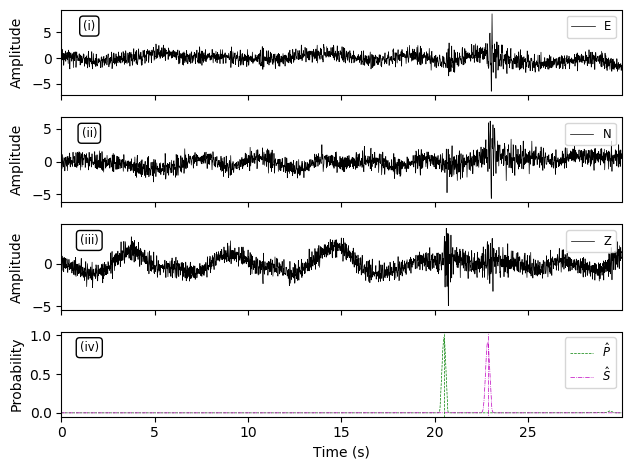 (i)
E
Amplitude
5
0
−5
(ii)
N
Amplitude
5
0
−5
(iii)
Z
Amplitude
0
−5
(iv)
P̂
Ŝ
Probability
1.0
0.5
0.0
0 5 10 15 20 25
Time (s)